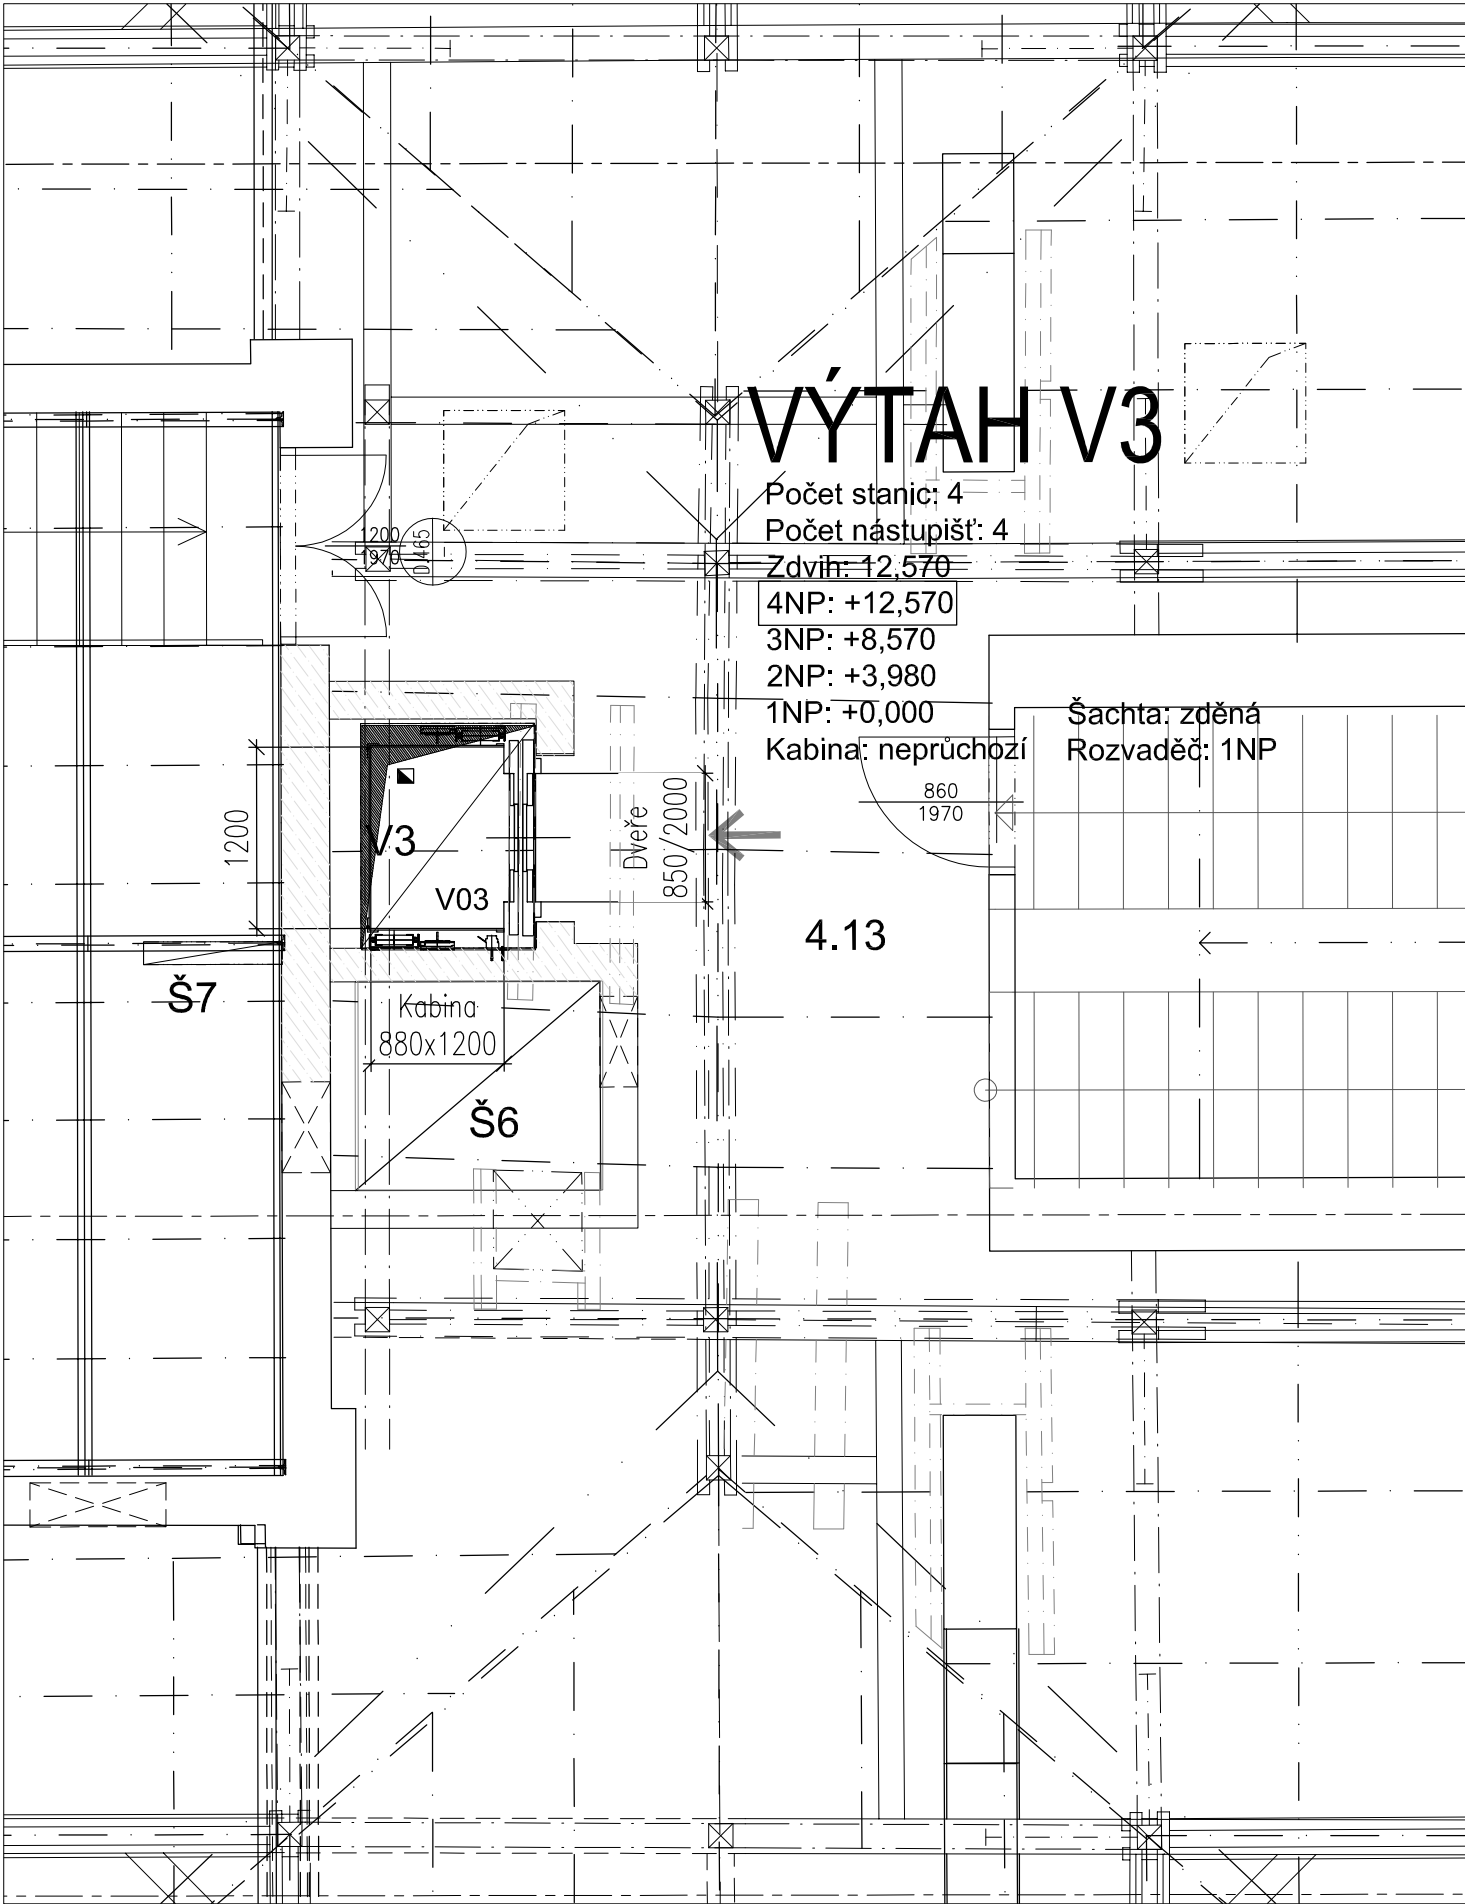 VÝTAH V3
Počet stanic: 4
Počet nástupišť: 4
Zdvih: 12,570
4NP: +12,570
3NP: +8,570
2NP: +3,980
1NP: +0,000
Kabina: neprůchozí
Šachta: zděná
Rozvaděč: 1NP
1200
1970
D.465
860
1970
1200
V3
V03
Dveře
850/2000
4.13
Š7
Kabina
880x1200
Š6